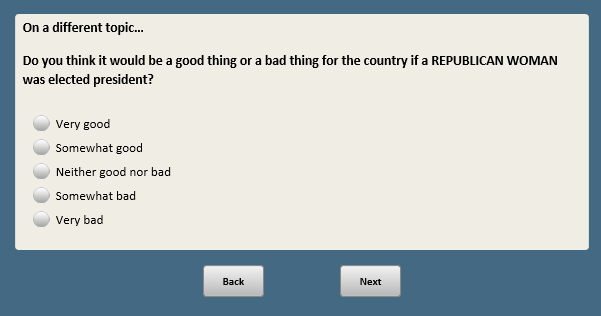 On a different topic...
Do you think it would be a good thing or a bad thing for the country if a REPUBLICAN WOMAN
was elected president?
Very good
Somewhat good
Neither good nor bad
Somewhat bad
Very bad
Back
Next